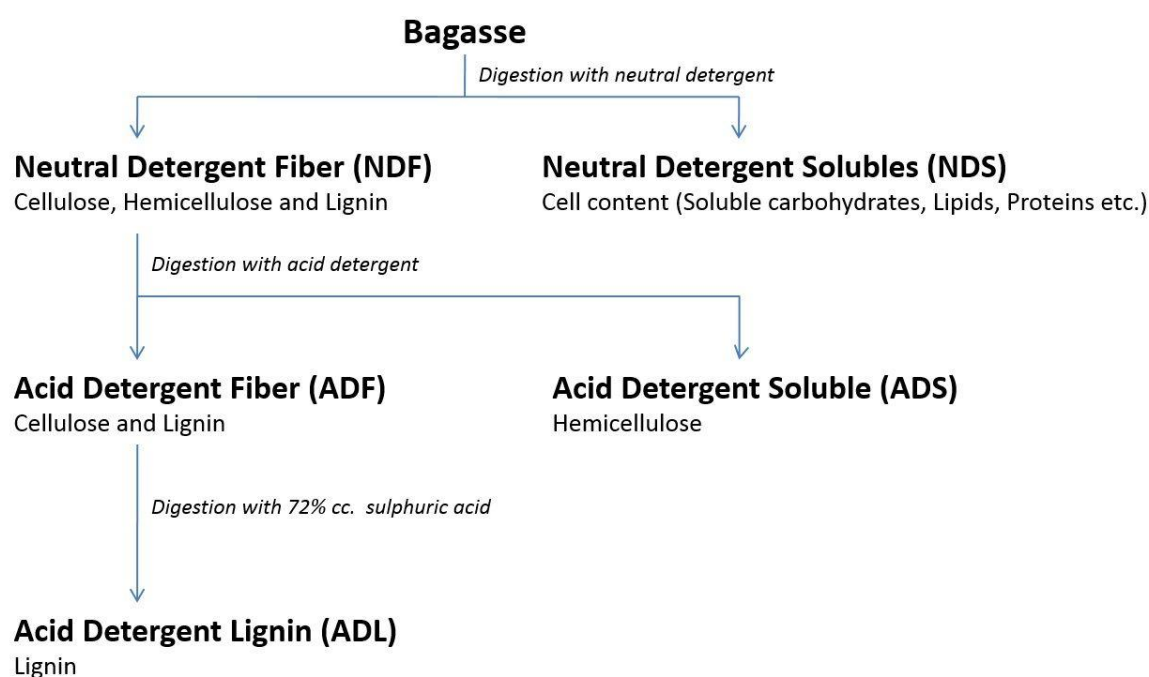 Bagasse
Digestion with neutral detergent
Neutral Detergent Fiber (NDF)
Cellulose, Hemicellulose and Lignin
Neutral Detergent Solubles (NDS)
Cell content (Soluble carbohydrates, Lipids, Proteins etc.)
Digestion with acid detergent
Acid Detergent Fiber (ADF)
Cellulose and Lignin
Acid Detergent Soluble (ADS)
Hemicellulose
Digestion with 72% cc. sulphuric acid
Acid Detergent Lignin (ADL)
Lignin